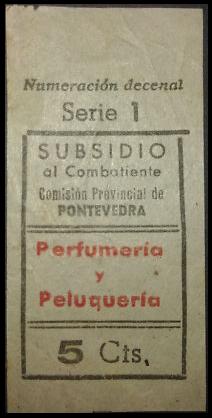 Numeración decenal
Serie 1
SUBSIDIO
al Combatiente
Comisión Provincial de
PONTEVEDRA
Perfumería
y
Peluquería
5 Cts.